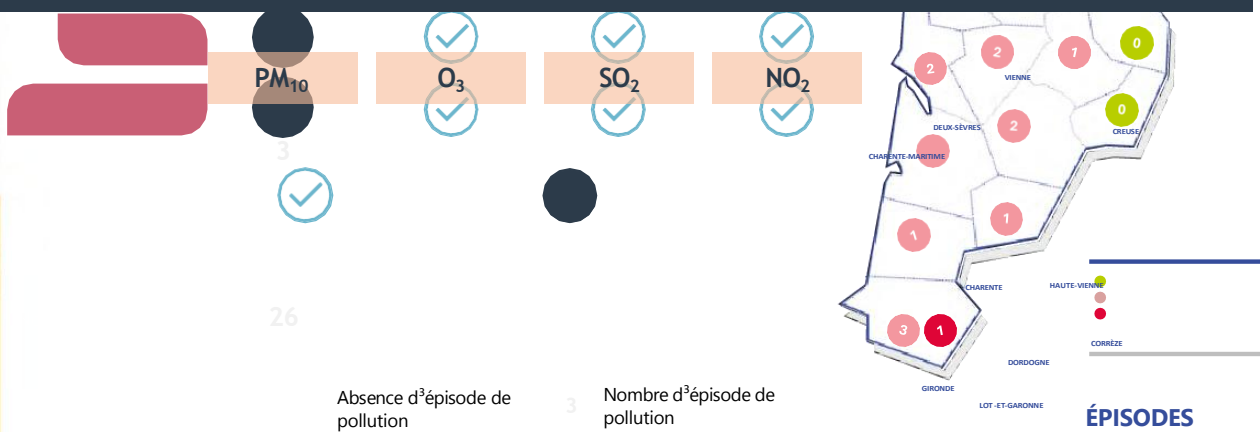 PM10
O3
SO2
NO2
3
26
Absence d³épisode de
pollution
3
Nombre d³épisode de
pollution
2
1
0
2
VIENNE
0
2
DEUX-SÈVRES
CREUSE
CHARENTE-MARITIME
1
1
CHARENTE
HAUTE-VIENNE
3
1
CORRÈZE
DORDOGNE
GIRONDE
LOT -ET-GARONNE
ÉPISODES